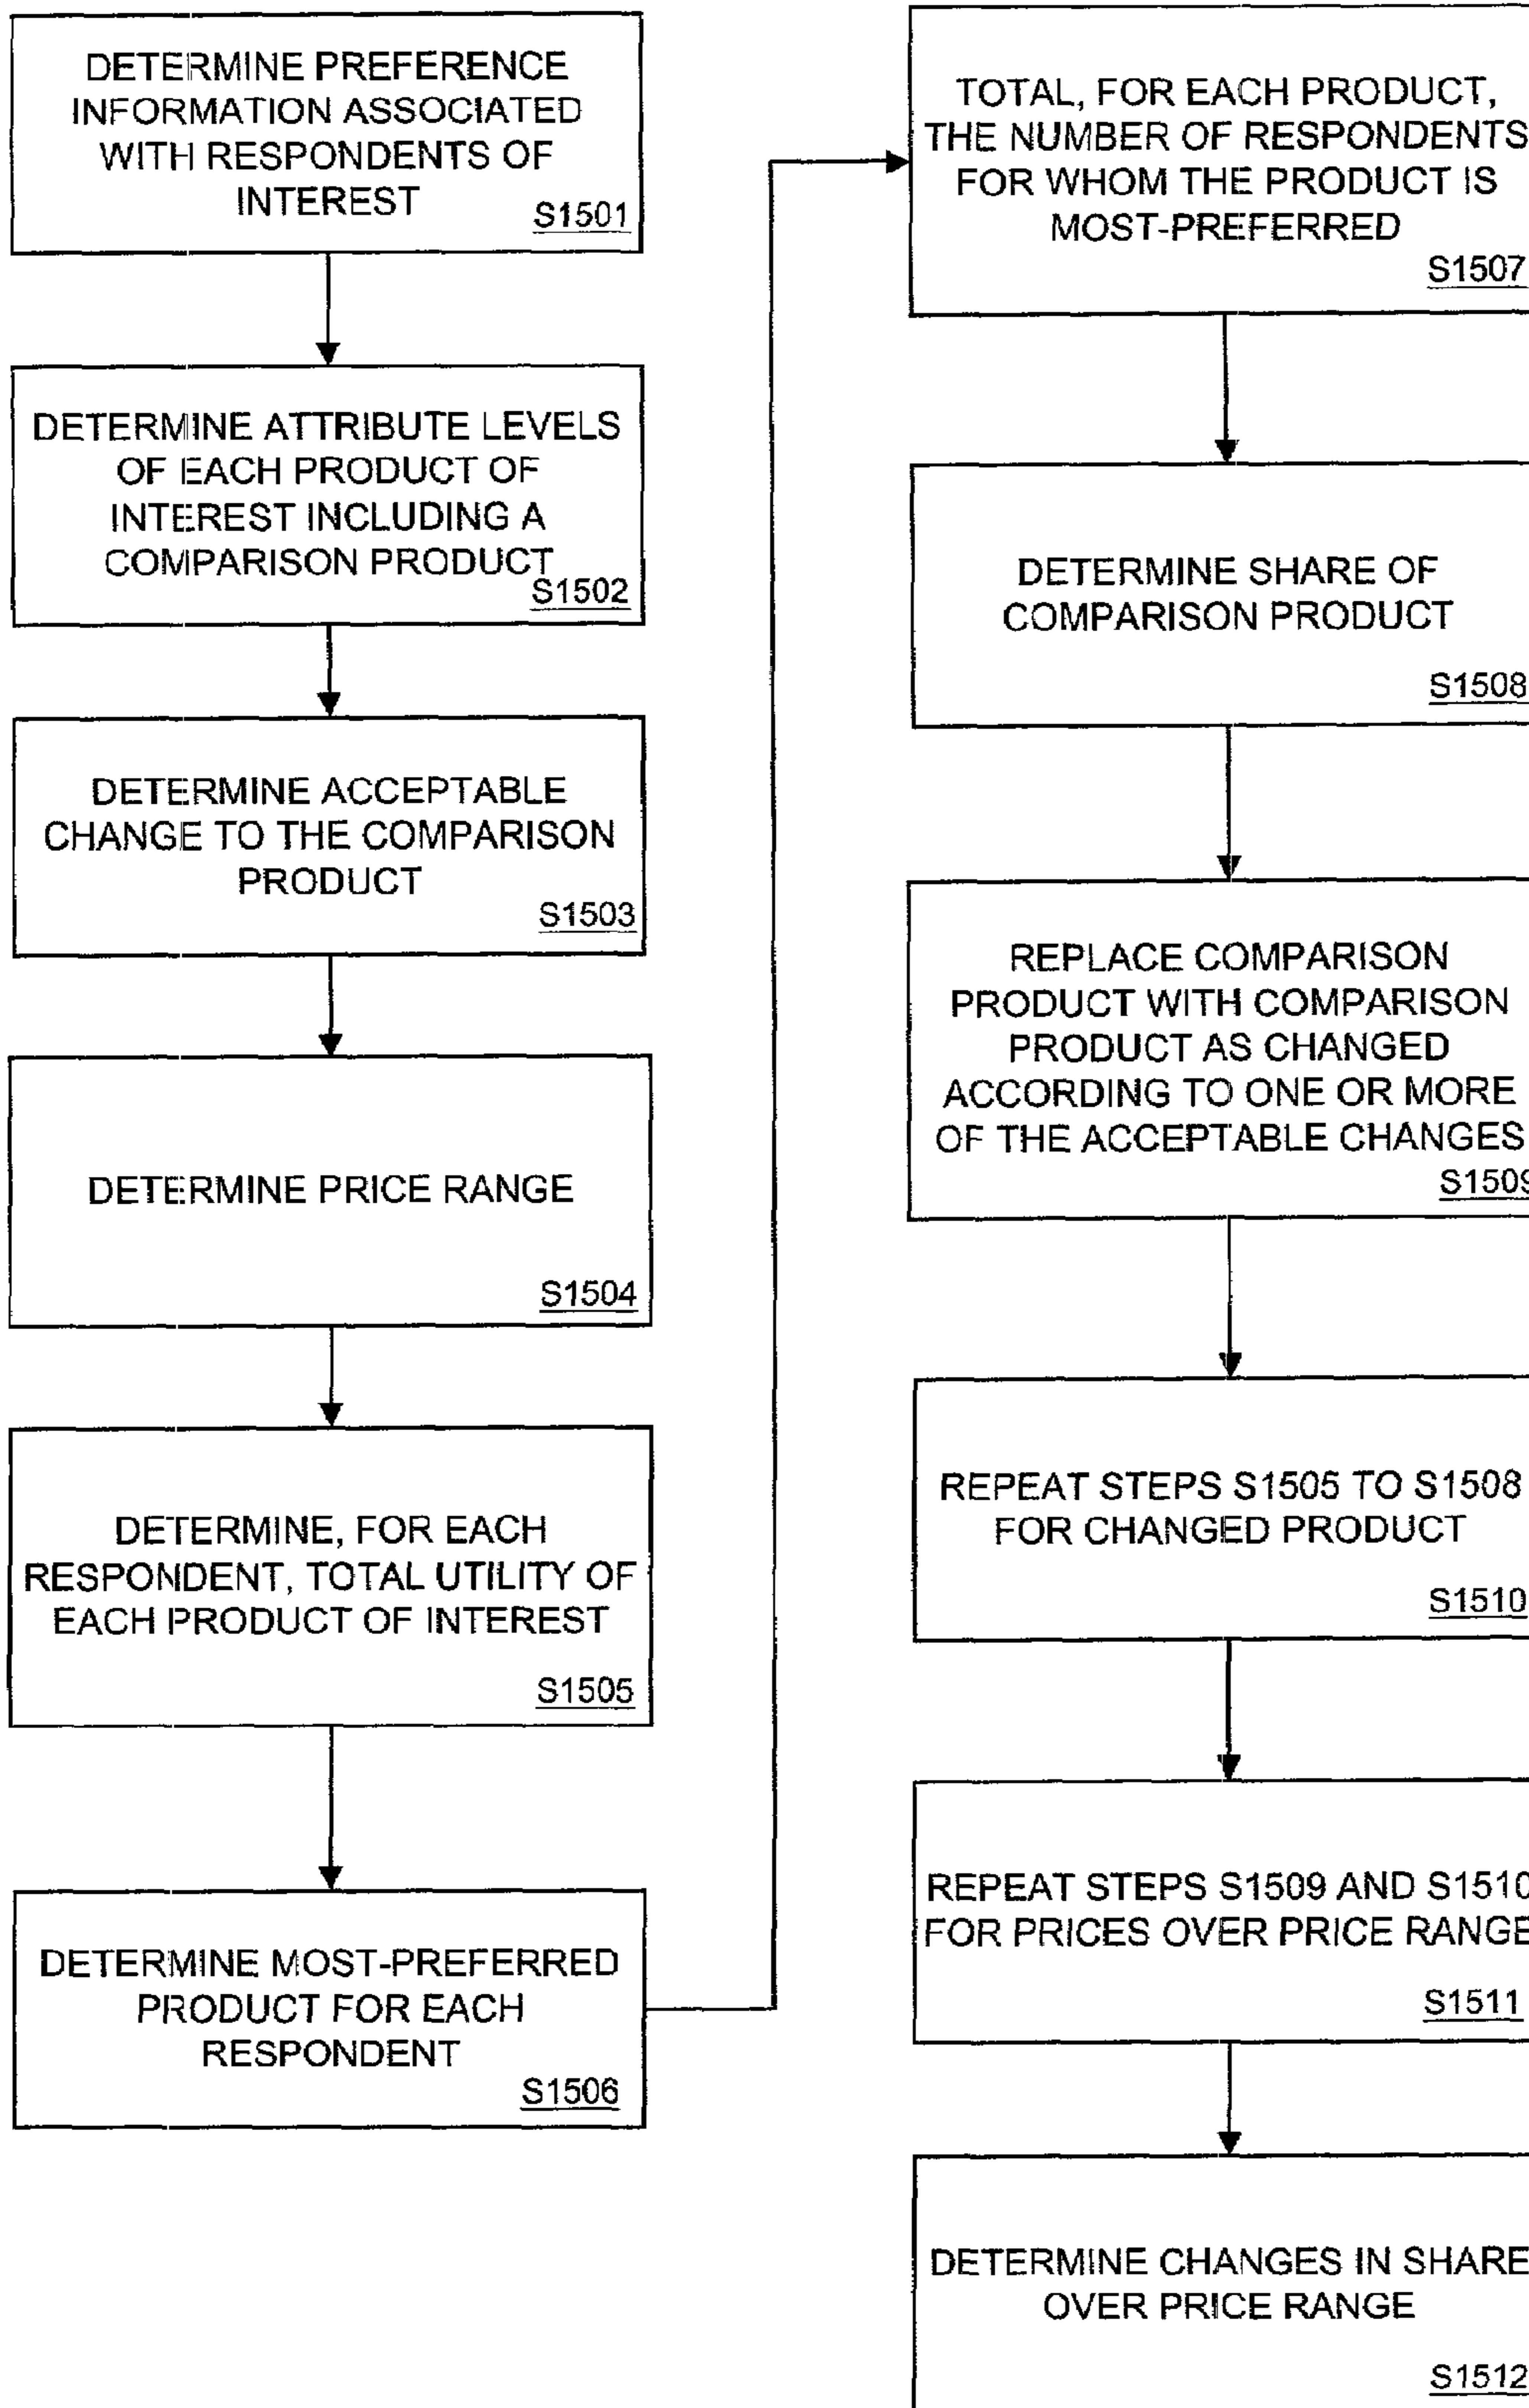 DETERMINE PREFERENCE
INFORMATION ASSOCIATED
WITH RESPONDENTS OF
INTEREST
S1501
DETERMINE ATTRIBUTE LEVELS
OF EACH PRODUCT OF
INTEREST INCLUDING A
COMPARISON PRODUCT
S1502
DETERMINE ACCEPTABLE
CHANGE TO THE COMPARISON
PRODUCT
S1503
DETERMINE PRICE RANGE
S1504
DETERMINE, FOR EACH
RESPONDENT, TOTAL UTILITY OF
EACH PRODUCT OF INTEREST
S1505
DETERMINE MOST-PREFERRED
PRODUCT FOR EACH
RESPONDENT
S1506
TOTAL, FOR EACH PRODUCT,
THE NUMBER OF RESPONDENTS
FOR WHOM THE PRODUCT IS
MOST-PREFERRED
S1507
DETERMINE SHARE OF
COMPARISON PRODUCT
S1508
REPLACE COMPARISON
PRODUCT WITH COMPARISON
PRODUCT AS CHANGED
ACCORDING TO ONE OR MORE
OF THE ACCEPTABLE CHANGES
S1509
REPEAT STEPS S1505 TO S1508
FOR CHANGED PRODUCT
S1510
REPEAT STEPS S1509 AND S1510
FOR PRICES OVER PRICE RANGE
S1511
DETERMINE CHANGES IN SHARE
OVER PRICE RANGE
S1512